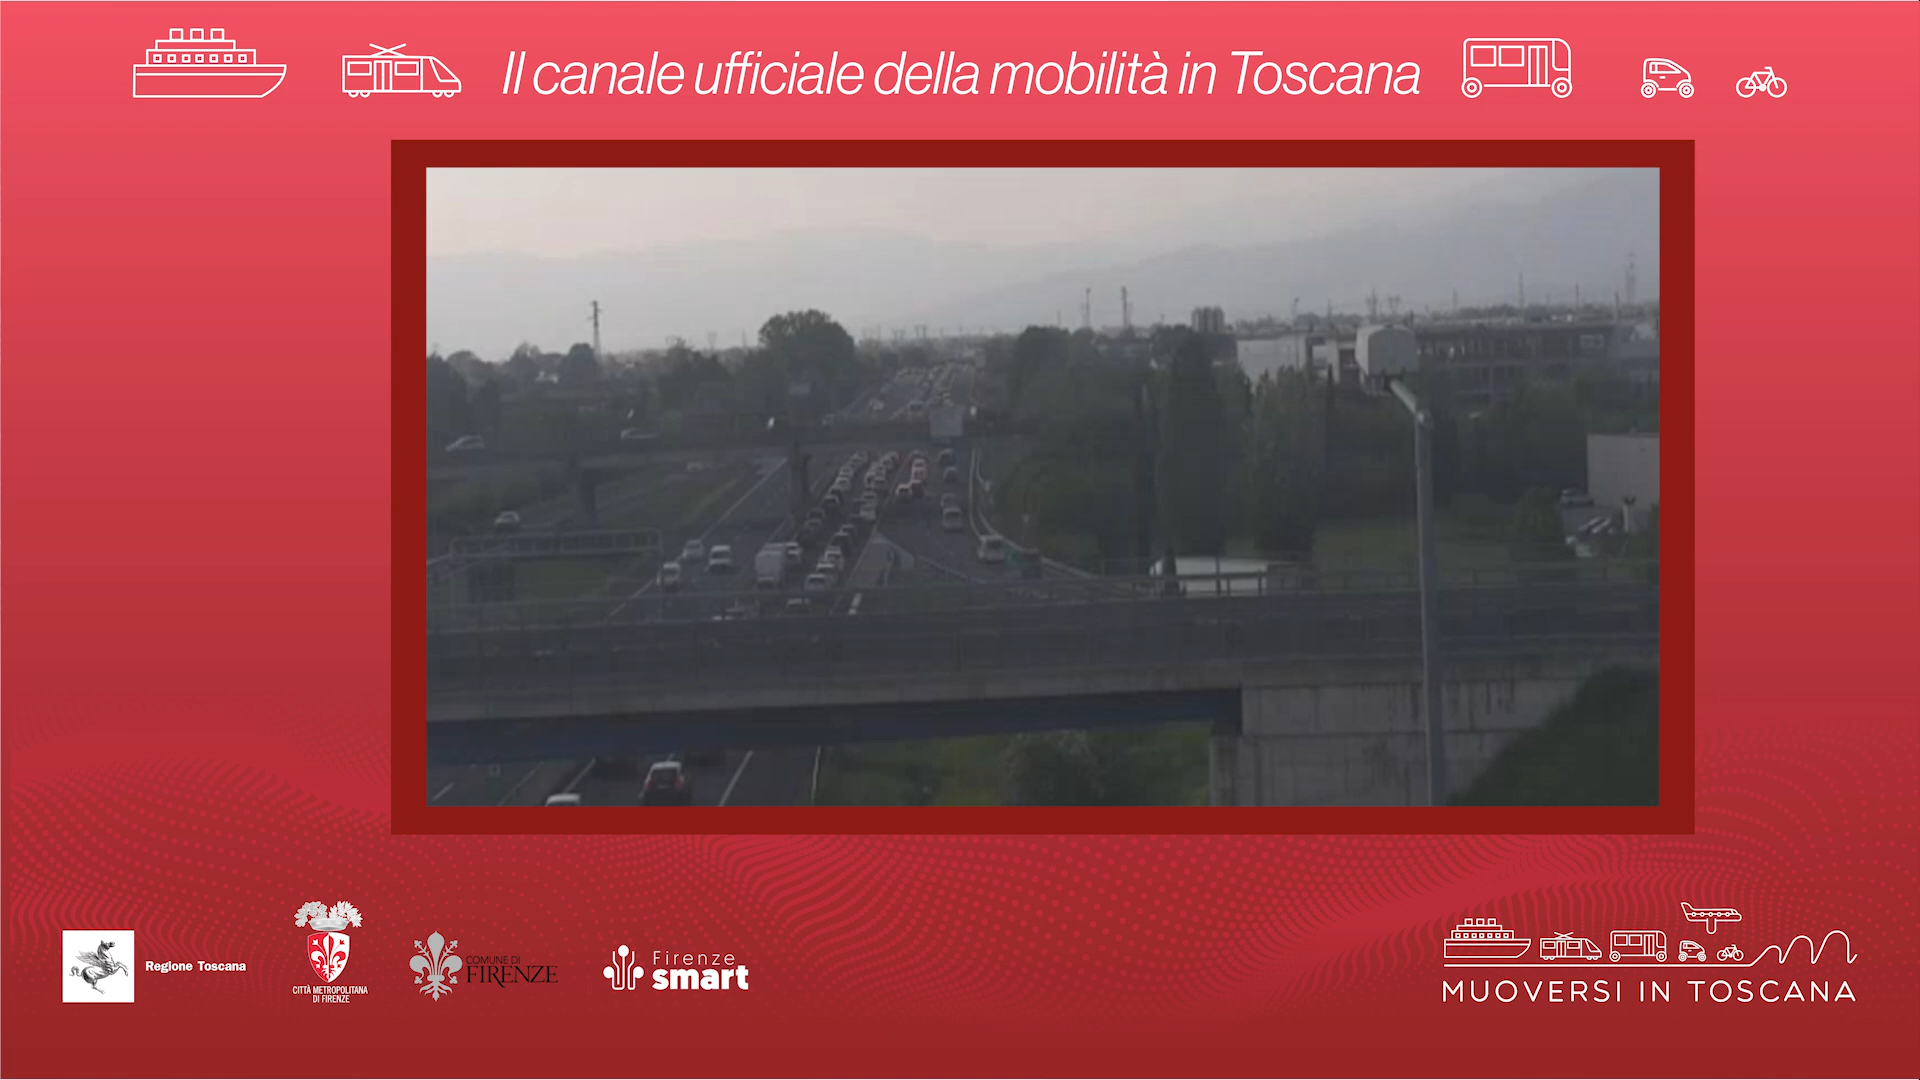 Il canale ufficiale della mobilità in Toscana
Regione Toscana
CITTÀ METROPOLITANA
DI FIRENZE
COMUNE DI
FIRENZE
Firenze
smart
MUOVERSI IN TOSCANA